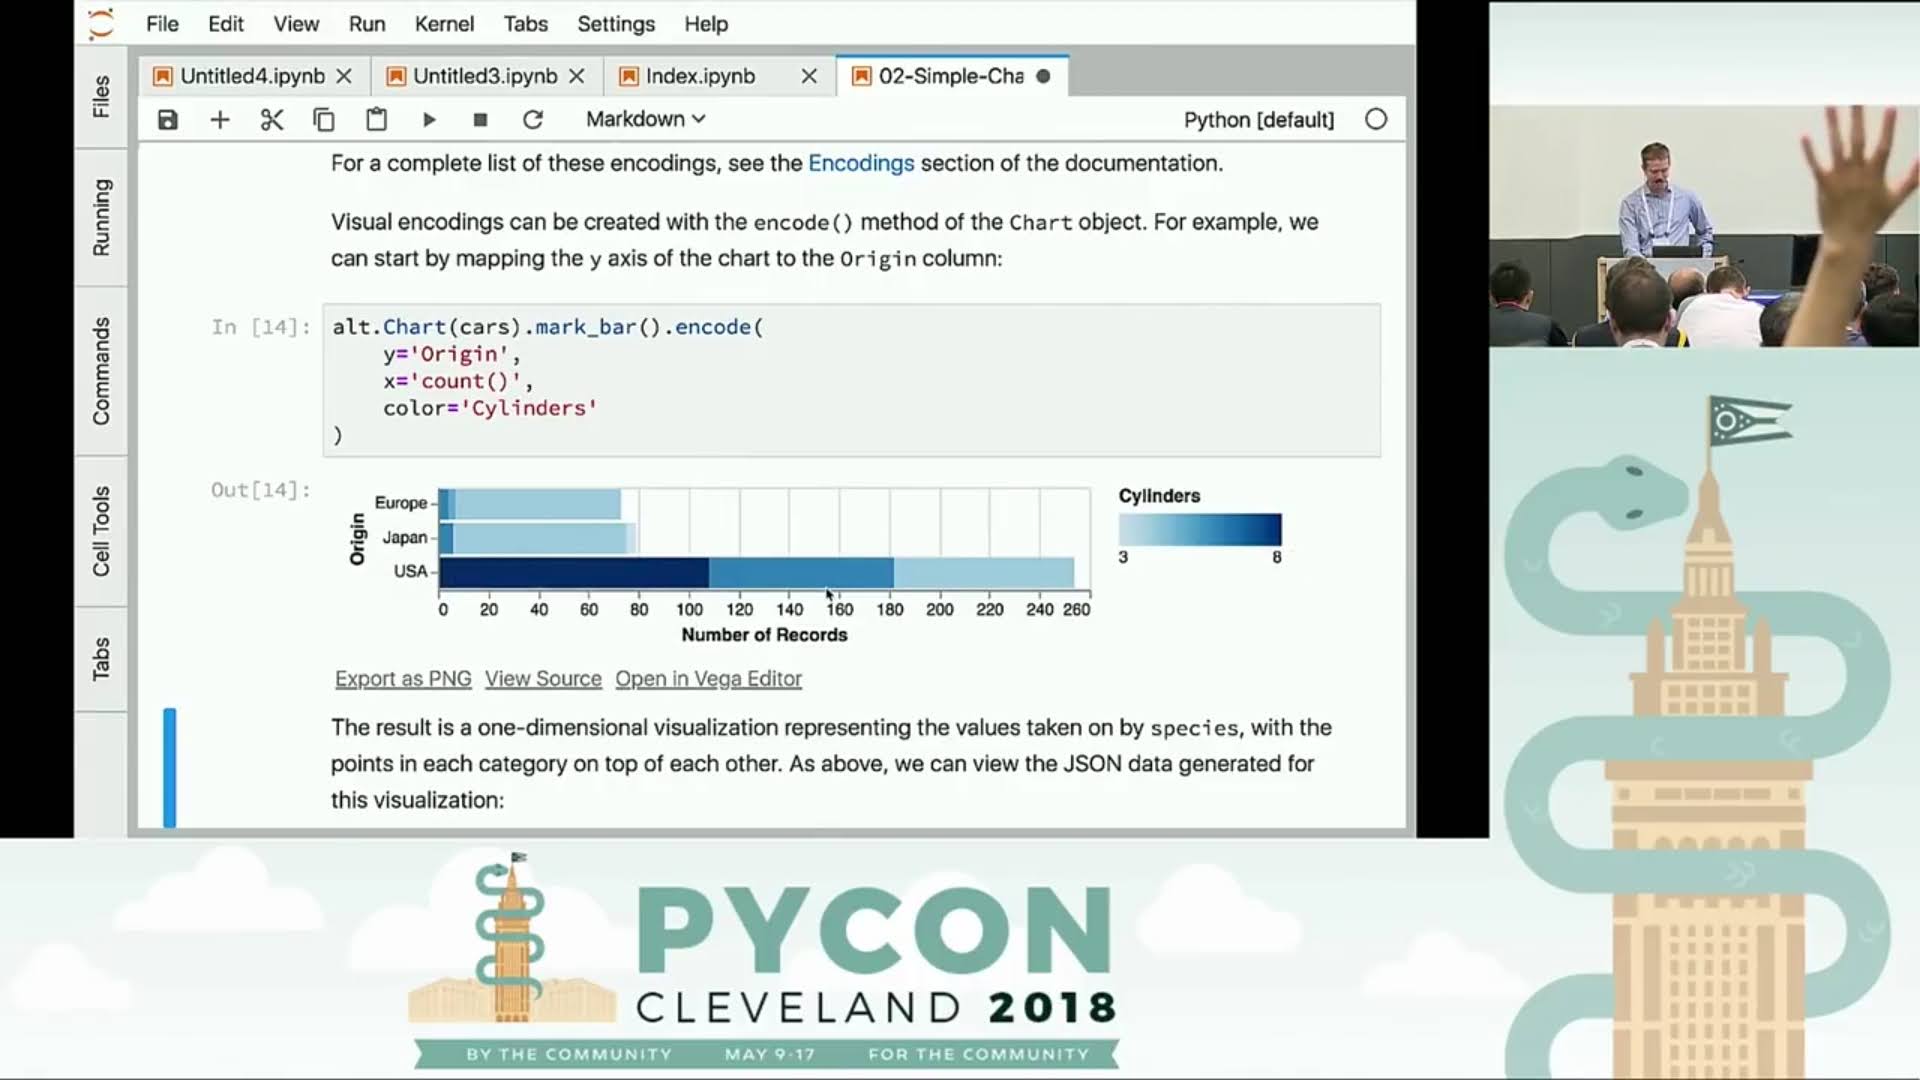 File Edit View Run Kernel Tabs Settings Help
Untitled4.ipynb Untitled3.ipynb Index.ipynb 02-Simple-Cha
Markdown Python [default]
Files
Running
Commands
Cell Tools
Tabs
For a complete list of these encodings, see the Encodings section of the documentation.
Visual encodings can be created with the encode() method of the Chart object. For example, we
can start by mapping the y axis of the chart to the Origin column:
In [14]:
alt.Chart(cars).mark_bar().encode(
y='Origin',
x='count()',
color='Cylinders'
)
Out[14]:
Origin
Europe
Japan
USA
0 20 40 60 80 100 120 140 160 180 200 220 240 260
Number of Records
Cylinders
3 8
Export as PNG View Source Open in Vega Editor
The result is a one-dimensional visualization representing the values taken on by species, with the
points in each category on top of each other. As above, we can view the JSON data generated for
this visualization:
PYCON
CLEVELAND 2018
BY THE COMMUNITY MAY 9-17 FOR THE COMMUNITY